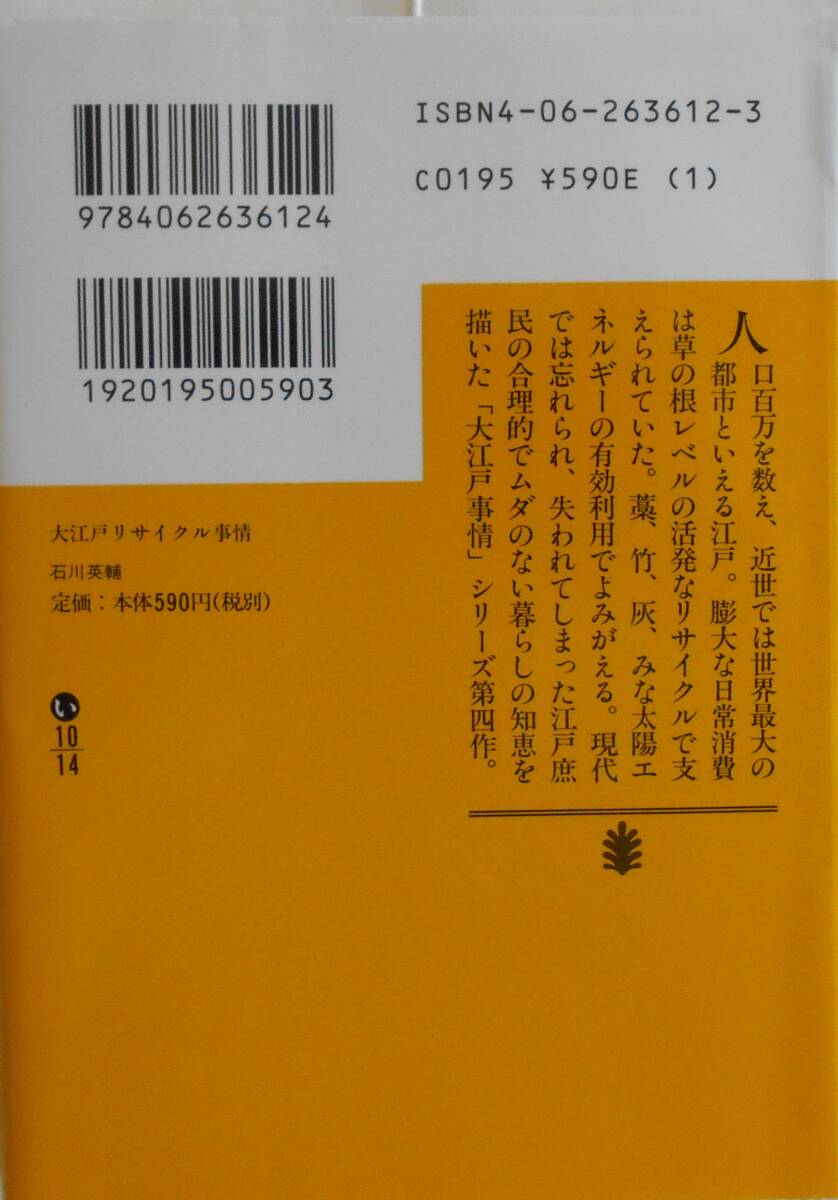 ISBN4-06-263612-3
C0195 ¥590E (1)
9784062636124
1920195005903
人口百万を数え、近世では世界最大の
都市といえる江戸。膨大な日常消費
は草の根レベルの活発なリサイクルで支
えられていた。藁、竹、灰、みな太陽エ
ネルギーの有効利用でよみがえる。現代
では忘れられ、失われてしまった江戸庶
民の合理的でムダのない暮らしの知恵を
描いた「大江戸事情」シリーズ第四作。
大江戸リサイクル事情
石川英輔
定価：本体590円(税別)
い
10
14